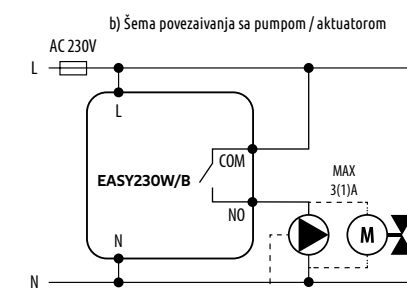 b) Šema povezaivanja sa pumpom / aktuatorom
AC 230V
L
L
COM
EASY230W/B
MAX
3(1)A
NO
M
N
N